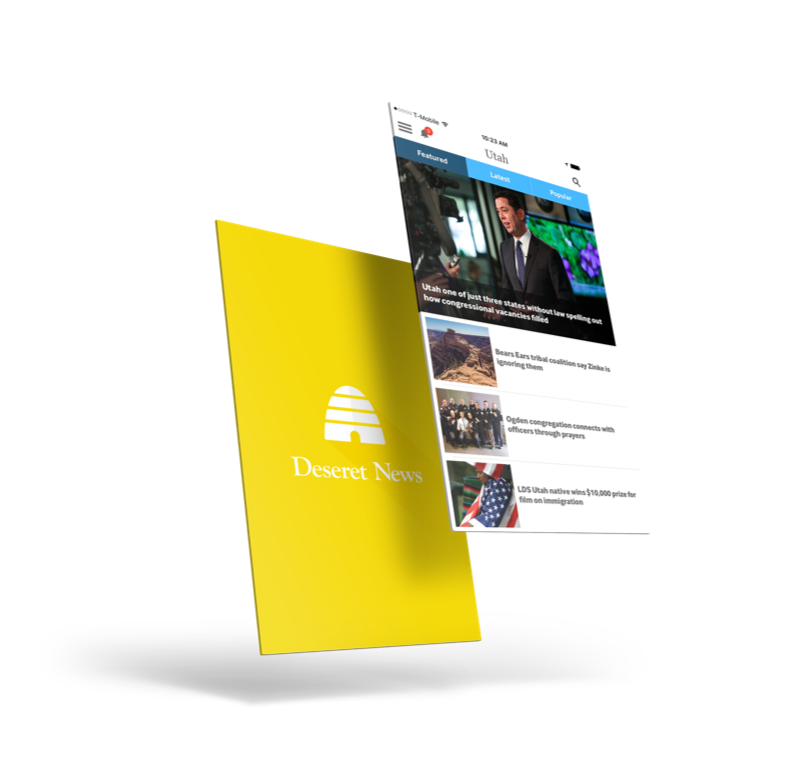 T-Mobile
10:23 AM
Utah
Featured
Latest
Popular
Utah one of just three states without law spelling out
how congressional vacancies filled
Bears Ears tribal coalition say Zinke is
ignoring them
Ogden congregation connects with
officers through prayers
LDS Utah native wins $10,000 prize for
film on immigration
Deseret News